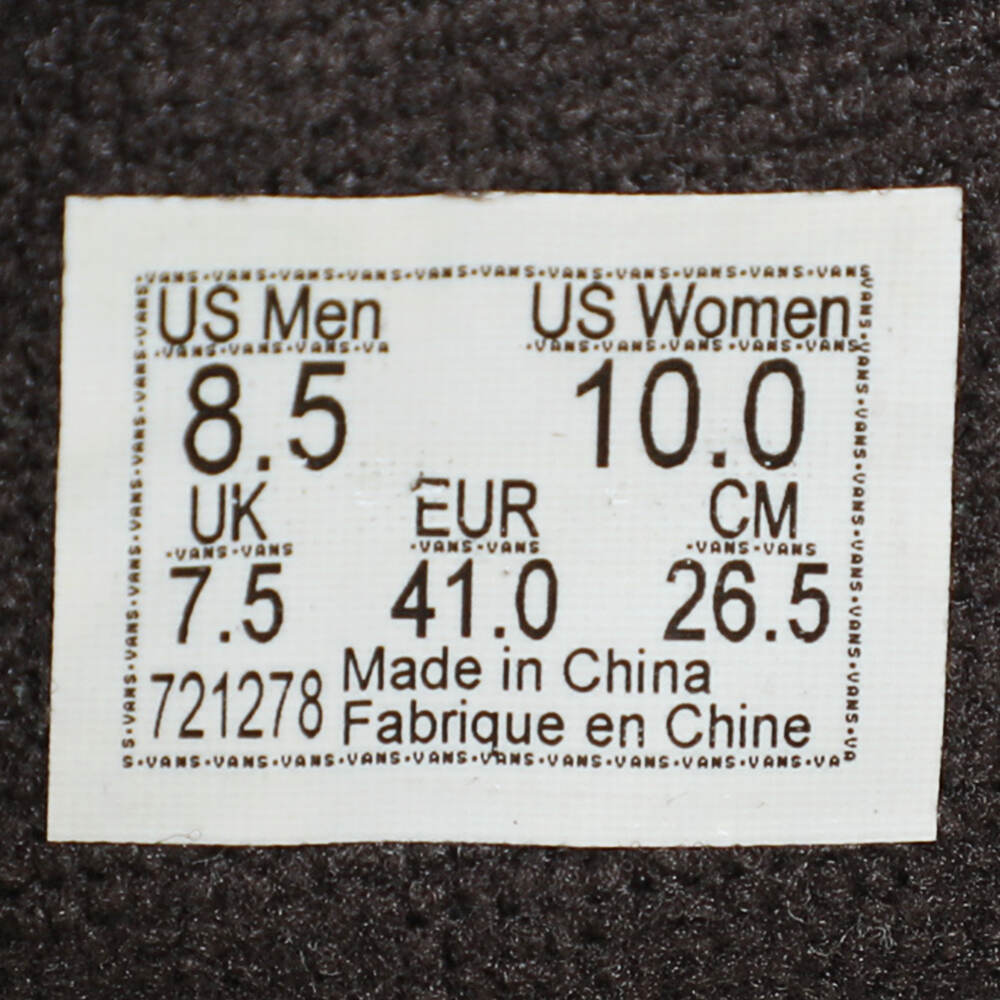 ·VANS·VANS·VANS·VANS·VANS·VANS·VANS·VANS·VANS·VANS·VANS
US Men US Women
·VANS·VANS·VANS·VA ·VANS·VANS·VANS·VANS·VANS
8.5 10.0
UK EUR CM
·VANS·VANS ·VANS·VANS ·VANS·VANS
7.5 41.0 26.5
721278 Made in China
Fabrique en Chine
S·VANS·VANS·VANS·VANS·VANS·VANS·VANS·VANS·VANS·VANS·VA